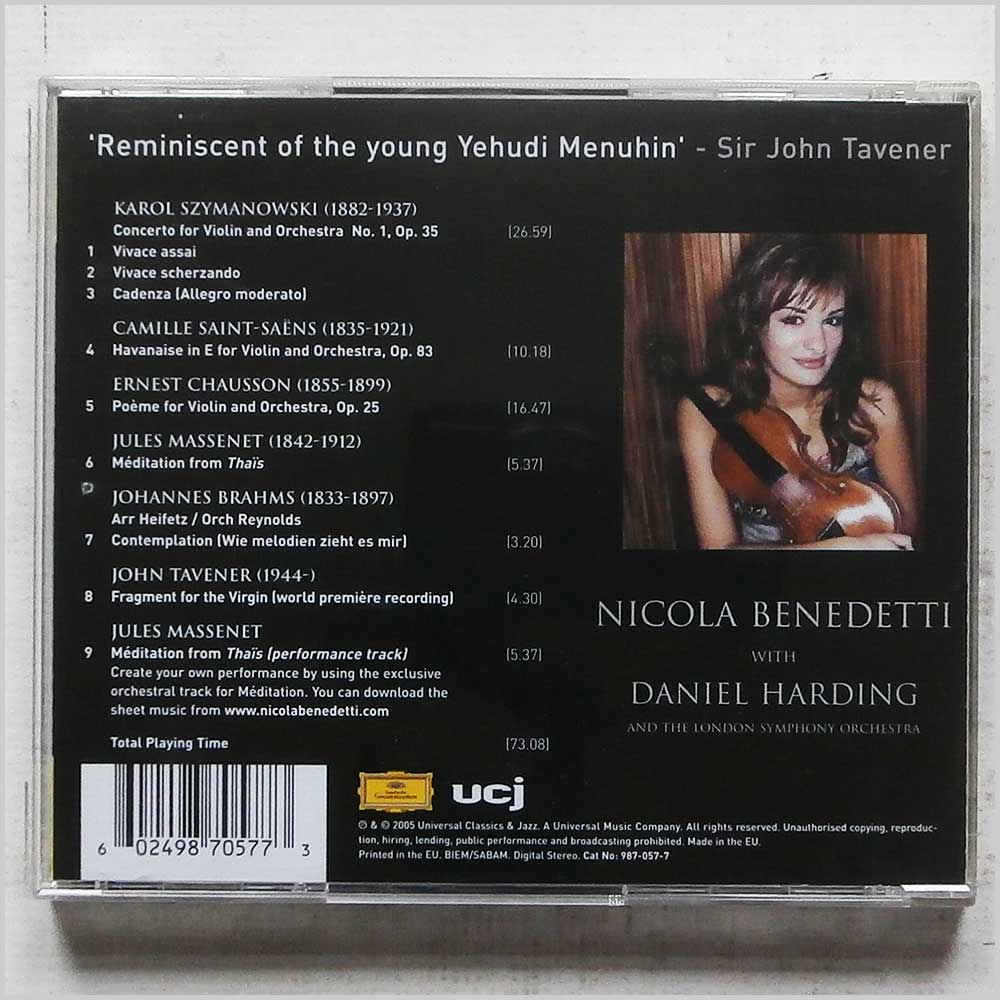 'Reminiscent of the young Yehudi Menuhin' - Sir John Tavener
KAROL SZYMANOWSKI (1882-1937)
Concerto for Violin and Orchestra No. 1, Op. 35 [26.59]
1 Vivace assai
2 Vivace scherzando
3 Cadenza (Allegro moderato)
CAMILLE SAINT-SAËNS (1835-1921)
4 Havanaise in E for Violin and Orchestra, Op. 83 [10.18]
ERNEST CHAUSSON (1855-1899)
5 Poème for Violin and Orchestra, Op. 25 [16.47]
JULES MASSENET (1842-1912)
6 Méditation from Thaïs [5.37]
JOHANNES BRAHMS (1833-1897)
Arr Heifetz / Orch Reynolds
7 Contemplation (Wie melodien zieht es mir) [3.20]
JOHN TAVENER (1944-)
8 Fragment for the Virgin (world première recording) [4.30]
JULES MASSENET
9 Méditation from Thaïs (performance track) [5.37]
Create your own performance by using the exclusive
orchestral track for Méditation. You can download the
sheet music from www.nicolabenedetti.com
Total Playing Time [73.08]
NICOLA BENEDETTI
WITH
DANIEL HARDING
AND THE LONDON SYMPHONY ORCHESTRA
6 02498 70577 3
Deutsche
Grammophon
ucj
℗ & © 2005 Universal Classics & Jazz. A Universal Music Company. All rights reserved. Unauthorised copying, reproduc-
tion, hiring, lending, public performance and broadcasting prohibited. Made in the EU.
Printed in the EU. BIEM/SABAM. Digital Stereo. Cat No: 987-057-7